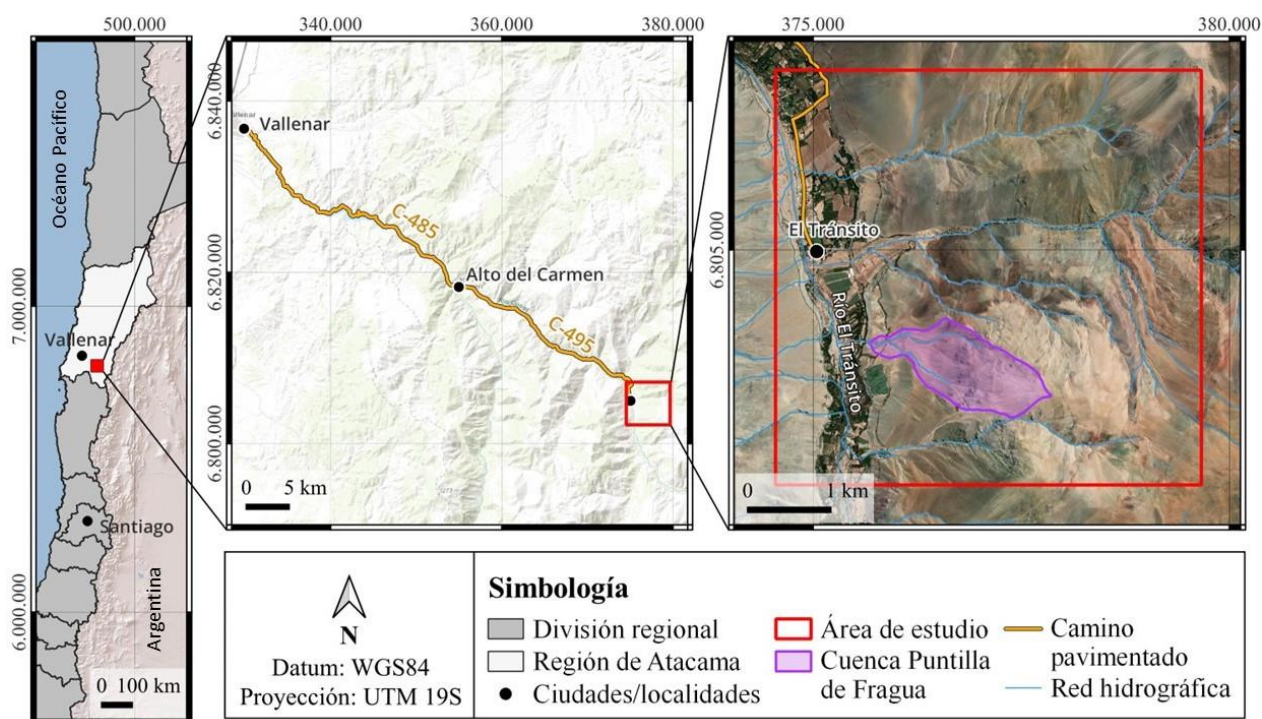 500.000
7.000.000
6.000.000
Océano Pacífico
Vallenar
Santiago
Argentina
0 100 km
340.000 360.000 380.000
6.840.000
6.820.000
6.800.000
Vallenar
C-485
Alto del Carmen
C-495
0 5 km
375.000 380.000
6.805.000
El Tránsito
Río El Tránsito
0 1 km
N
Datum: WGS84
Proyección: UTM 19S
Simbología
División regional
Región de Atacama
Ciudades/localidades
Área de estudio
Cuenca Puntilla
de Fragua
Camino
pavimentado
Red hidrográfica